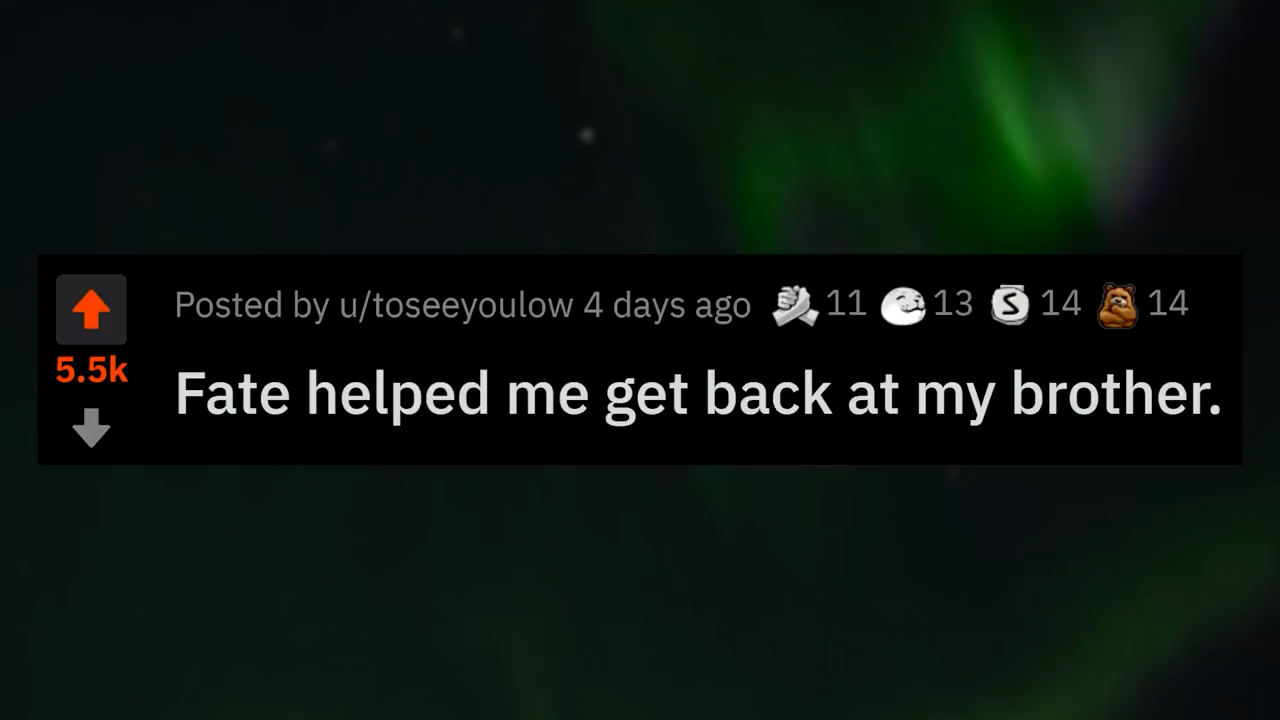 Posted by u/toseeyoulow 4 days ago 11 13 S 14 14
5.5k
Fate helped me get back at my brother.